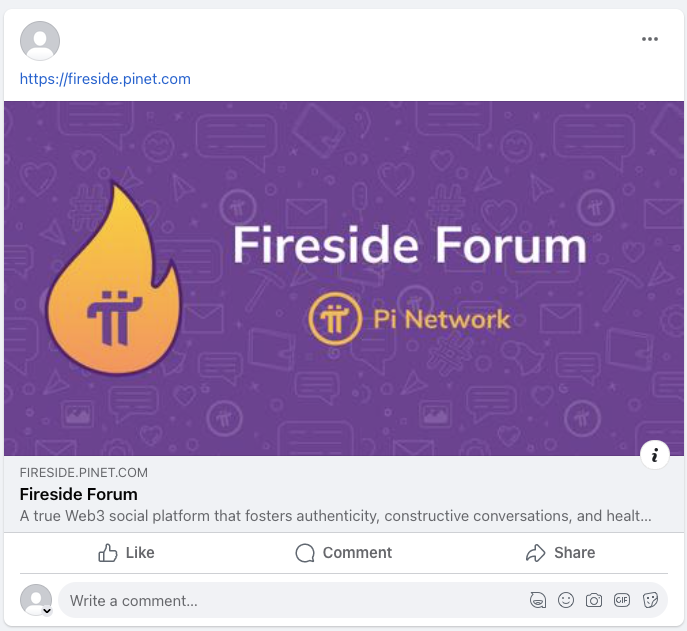 https://fireside.pinet.com
Fireside Forum
Pi Network
FIRESIDE.PINET.COM
Fireside Forum
A true Web3 social platform that fosters authenticity, constructive conversations, and healt...
Like
Comment
Share
Write a comment...
GIF